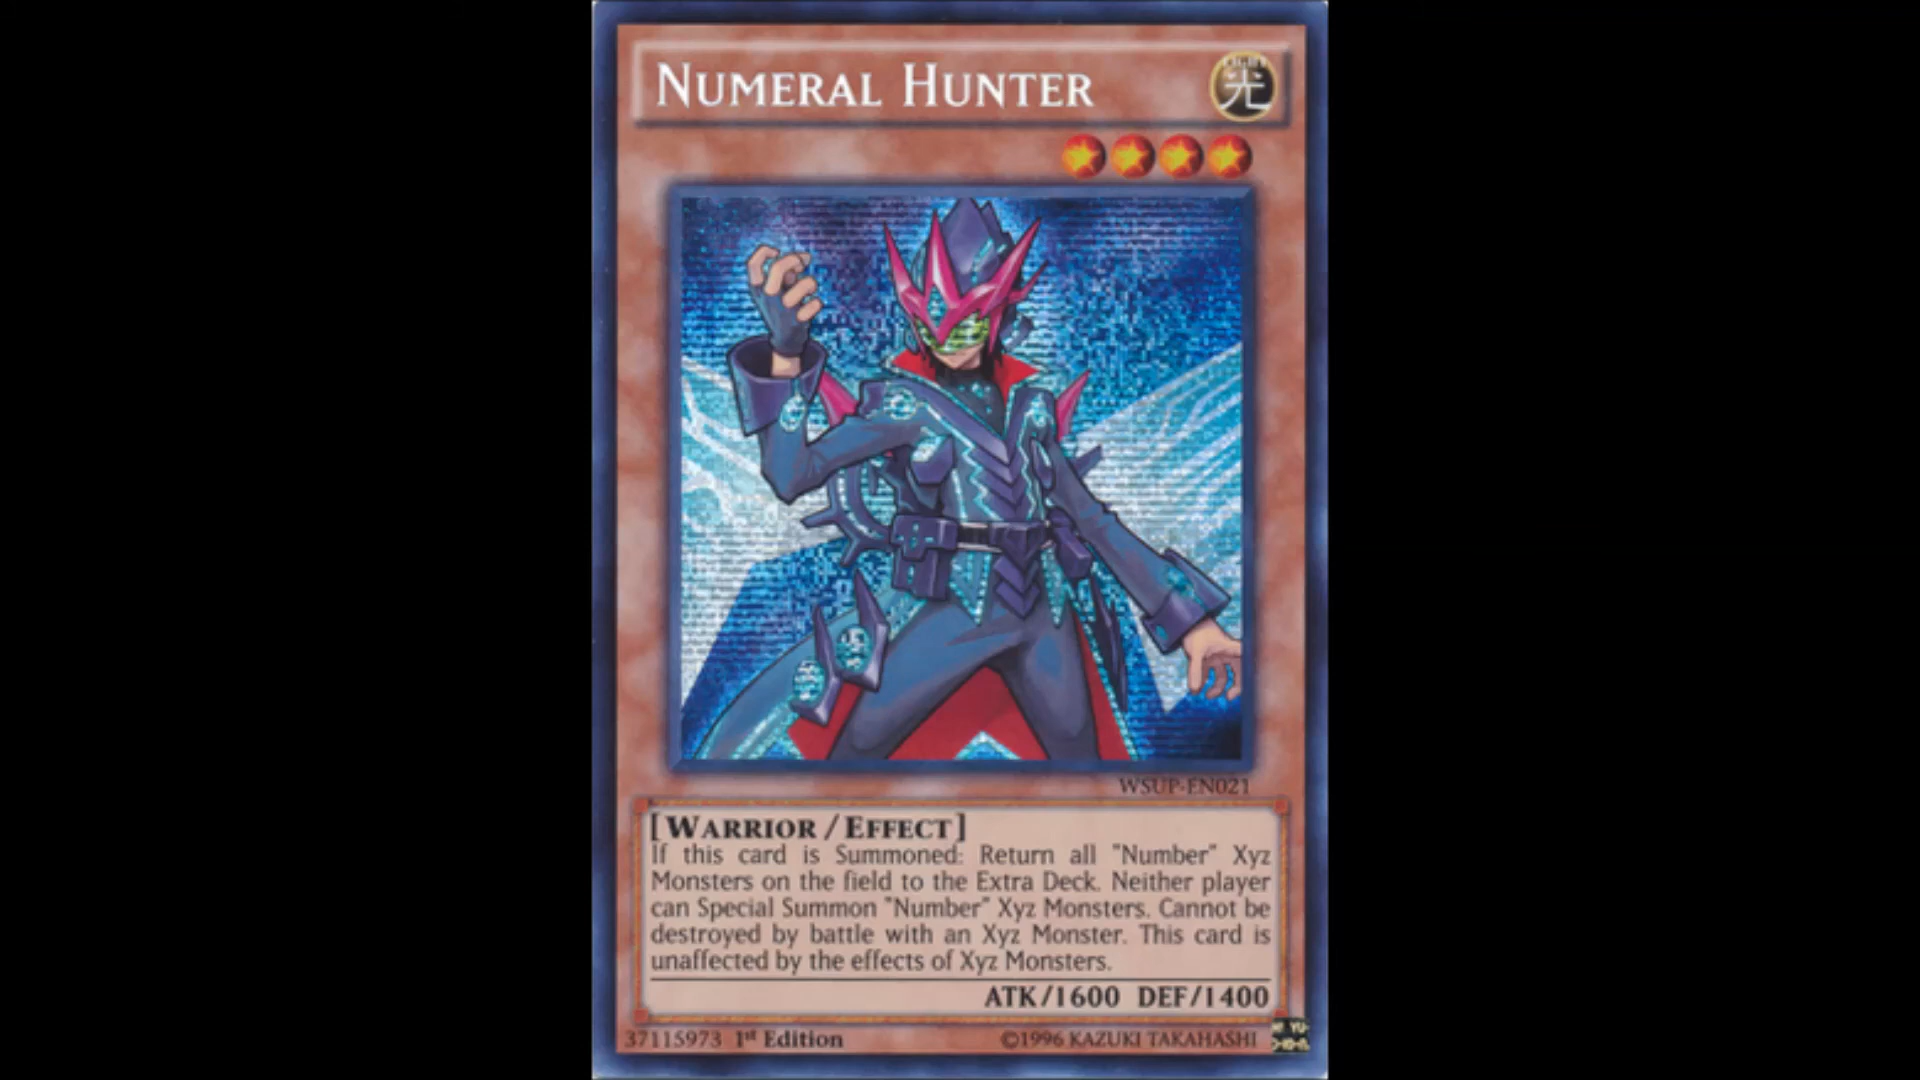 NUMERAL HUNTER
LIGHT
光
WSUP-EN021
[WARRIOR/EFFECT]
If this card is Summoned: Return all "Number" Xyz
Monsters on the field to the Extra Deck. Neither player
can Special Summon "Number" Xyz Monsters. Cannot be
destroyed by battle with an Xyz Monster. This card is
unaffected by the effects of Xyz Monsters.
ATK/1600 DEF/1400
37115973 1st Edition ©1996 KAZUKI TAKAHASHI